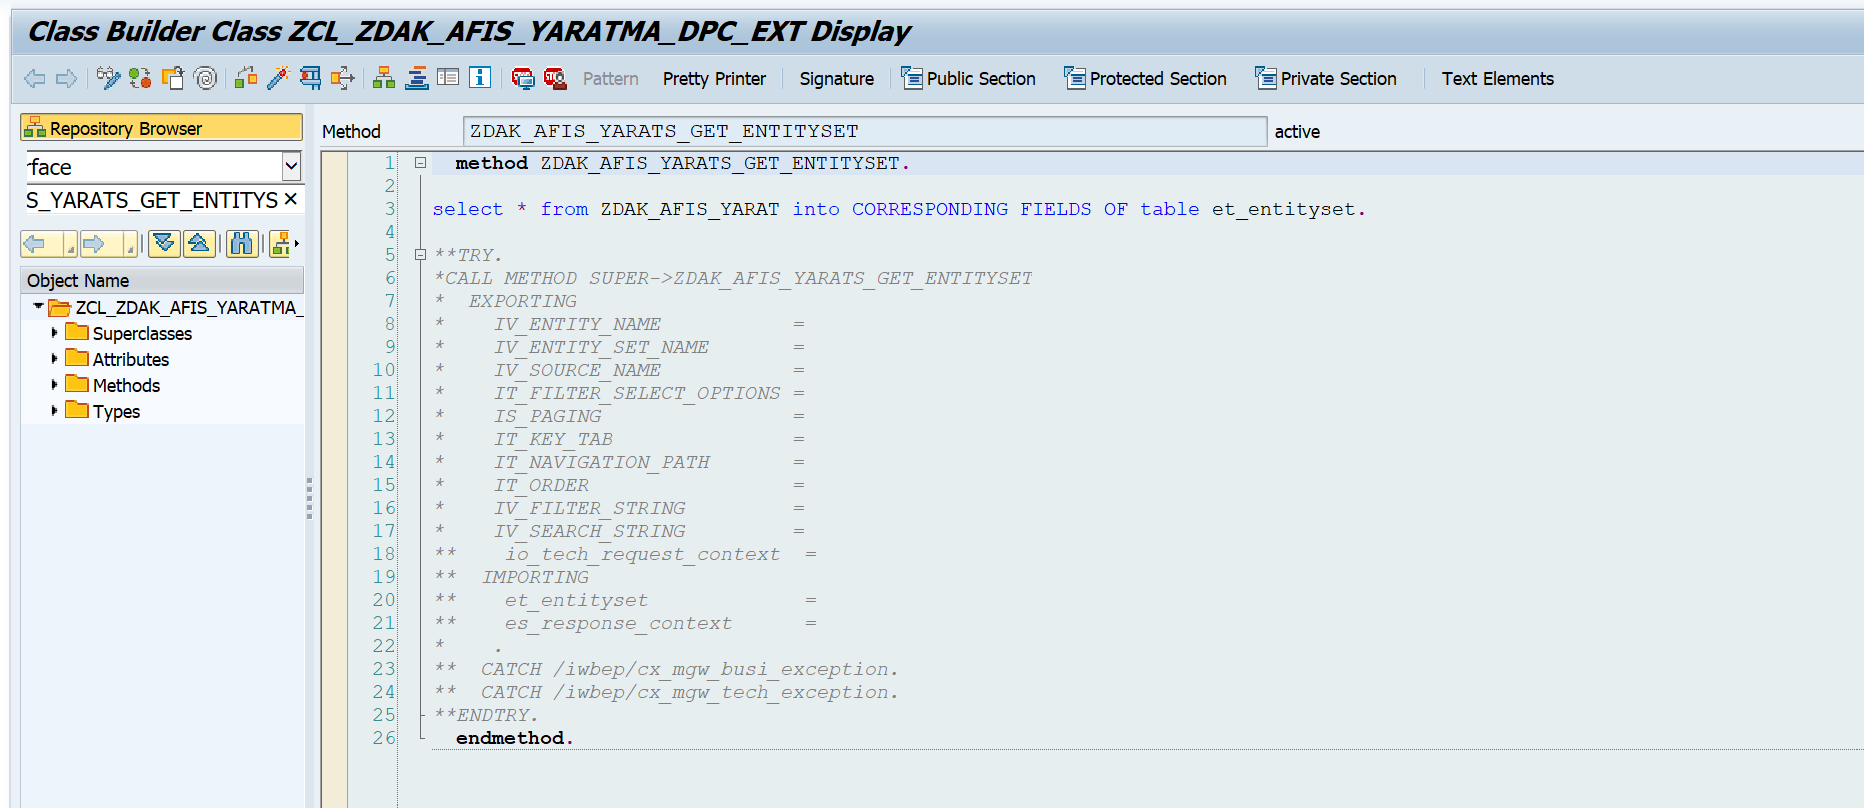 Class Builder Class ZCL_ZDAK_AFIS_YARATMA_DPC_EXT Display
Pattern Pretty Printer Signature Public Section Protected Section Private Section Text Elements
Repository Browser
rface
S_YARATS_GET_ENTITYS
Object Name
ZCL_ZDAK_AFIS_YARATMA_
Superclasses
Attributes
Methods
Types
Method ZDAK_AFIS_YARATS_GET_ENTITYSET active
1 method ZDAK_AFIS_YARATS_GET_ENTITYSET.
2
3 select * from ZDAK_AFIS_YARAT into CORRESPONDING FIELDS OF table et_entityset.
4
5 **TRY.
6 *CALL METHOD SUPER->ZDAK_AFIS_YARATS_GET_ENTITYSET
7 * EXPORTING
8 * IV_ENTITY_NAME =
9 * IV_ENTITY_SET_NAME =
10 * IV_SOURCE_NAME =
11 * IT_FILTER_SELECT_OPTIONS =
12 * IS_PAGING =
13 * IT_KEY_TAB =
14 * IT_NAVIGATION_PATH =
15 * IT_ORDER =
16 * IV_FILTER_STRING =
17 * IV_SEARCH_STRING =
18 ** io_tech_request_context =
19 ** IMPORTING
20 ** et_entityset =
21 ** es_response_context =
22 * .
23 ** CATCH /iwbep/cx_mgw_busi_exception.
24 ** CATCH /iwbep/cx_mgw_tech_exception.
25 **ENDTRY.
26 endmethod.